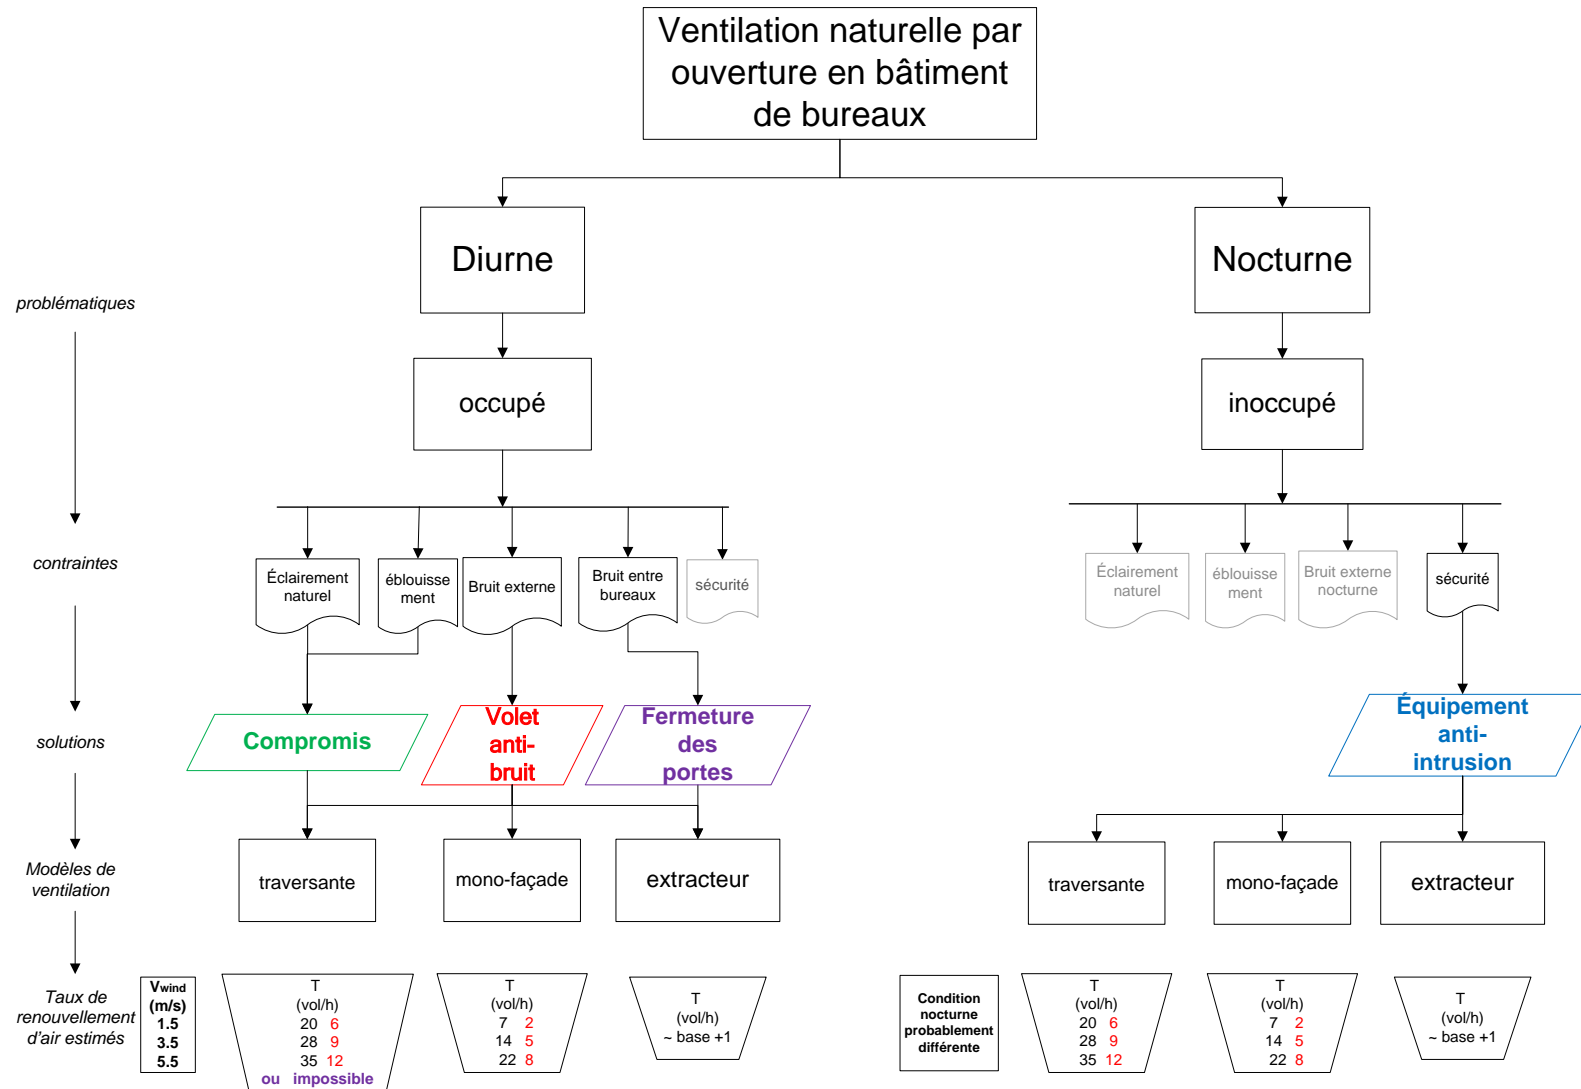 Ventilation naturelle par
ouverture en bâtiment
de bureaux
Diurne
Nocturne
problématiques
occupé
inoccupé
contraintes
Éclairement
naturel
éblouisse
ment
Bruit externe
Bruit entre
bureaux
sécurité
Éclairement
naturel
éblouisse
ment
Bruit externe
nocturne
sécurité
solutions
Compromis
Volet
anti-
bruit
Fermeture
des
portes
Équipement
anti-
intrusion
Modèles de
ventilation
traversante
mono-façade
extracteur
traversante
mono-façade
extracteur
Taux de
renouvellement
d'air estimés
Vwind
(m/s)
1.5
3.5
5.5
T
(vol/h)
20 6
28 9
35 12
ou impossible
T
(vol/h)
7 2
14 5
22 8
T
(vol/h)
~ base +1
Condition
nocturne
probablement
différente
T
(vol/h)
20 6
28 9
35 12
T
(vol/h)
7 2
14 5
22 8
T
(vol/h)
~ base +1